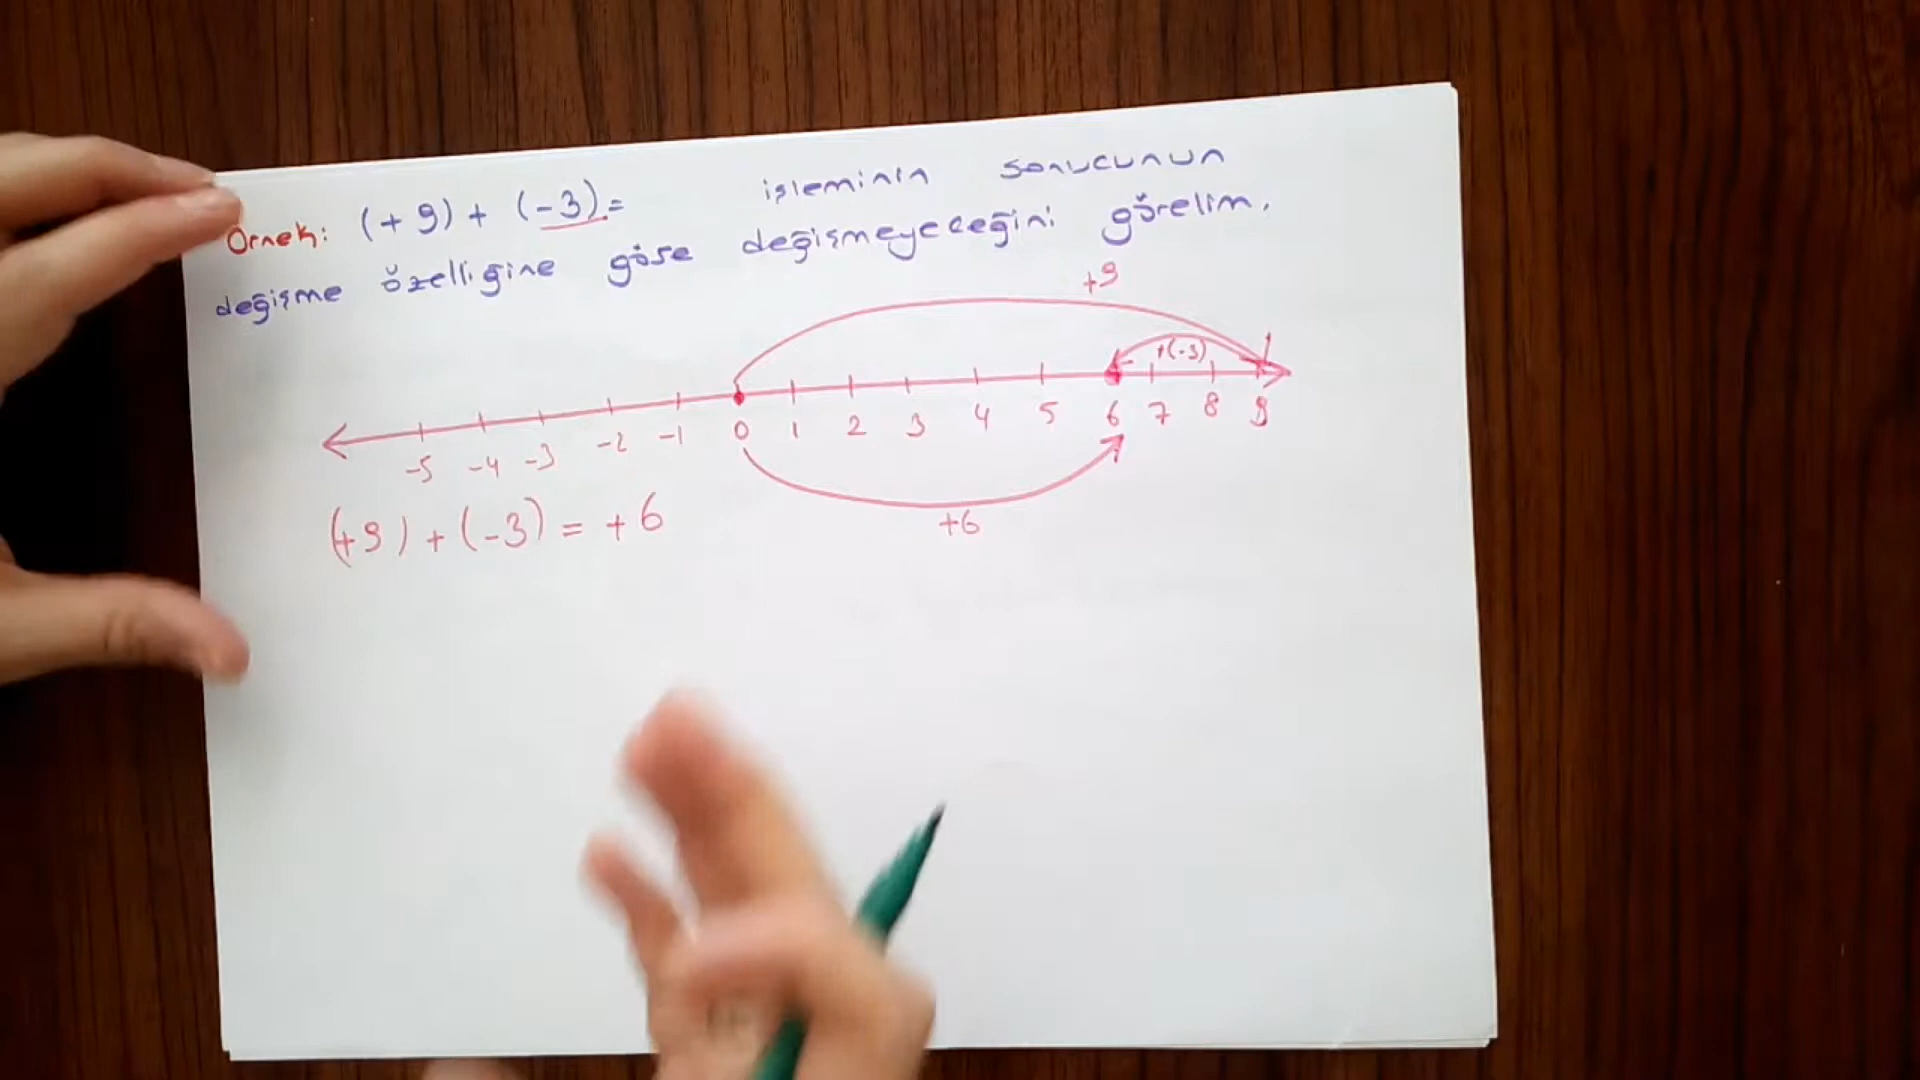 Örnek: (+9) + (-3) = işleminin sonucunun
değişme özelliğine göre değişmeyeceğini görelim.
+9
+(-3)
-5 -4 -3 -2 -1 0 1 2 3 4 5 6 7 8 9
+6
(+9) + (-3) = +6